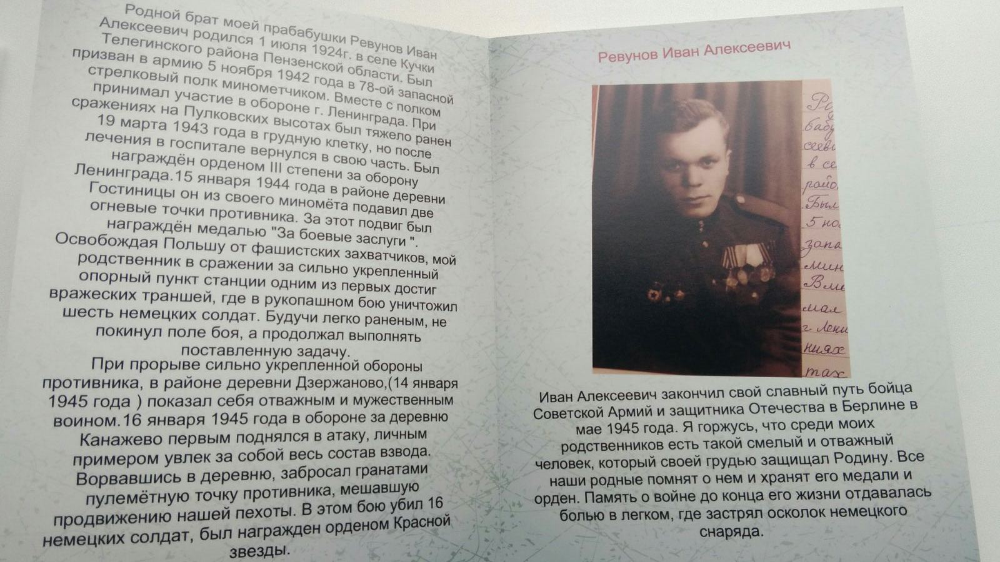 Родной брат моей прабабушки Ревунов Иван
Алексеевич родился 1 июля 1924г. в селе Кучки
Телегинского района Пензенской области. Был
призван в армию 5 ноября 1942 года в 78-ой запасной
стрелковый полк минометчиком. Вместе с полком
принимал участие в обороне г. Ленинграда. При
сражениях на Пулковских высотах был тяжело ранен
19 марта 1943 года в грудную клетку, но после
лечения в госпитале вернулся в свою часть. Был
награждён орденом III степени за оборону
Ленинграда.15 января 1944 года в районе деревни
Гостиницы он из своего миномёта подавил две
огневые точки противника. За этот подвиг был
награждён медалью "За боевые заслуги ".
Освобождая Польшу от фашистских захватчиков, мой
родственник в сражении за сильно укрепленный
опорный пункт станции одним из первых достиг
вражеских траншей, где в рукопашном бою уничтожил
шесть немецких солдат. Будучи легко раненым, не
покинул поле боя, а продолжал выполнять
поставленную задачу.
При прорыве сильно укрепленной обороны
противника, в районе деревни Дзержаново,(14 января
1945 года ) показал себя отважным и мужественным
воином.16 января 1945 года в обороне за деревню
Канажево первым поднялся в атаку, личным
примером увлек за собой весь состав взвода.
Ворвавшись в деревню, забросал гранатами
пулемётную точку противника, мешавшую
продвижению нашей пехоты. В этом бою убил 16
немецких солдат, был награжден орденом Красной
звезды.
Ревунов Иван Алексеевич
Ро
бабу
сееви
в се
райо
Был
5 ноя
запа
мин
Вме
мал
г Лени
ниях
тах
Иван Алексеевич закончил свой славный путь бойца
Советской Армий и защитника Отечества в Берлине в
мае 1945 года. Я горжусь, что среди моих
родственников есть такой смелый и отважный
человек, который своей грудью защищал Родину. Все
наши родные помнят о нем и хранят его медали и
орден. Память о войне до конца его жизни отдавалась
болью в легком, где застрял осколок немецкого
снаряда.